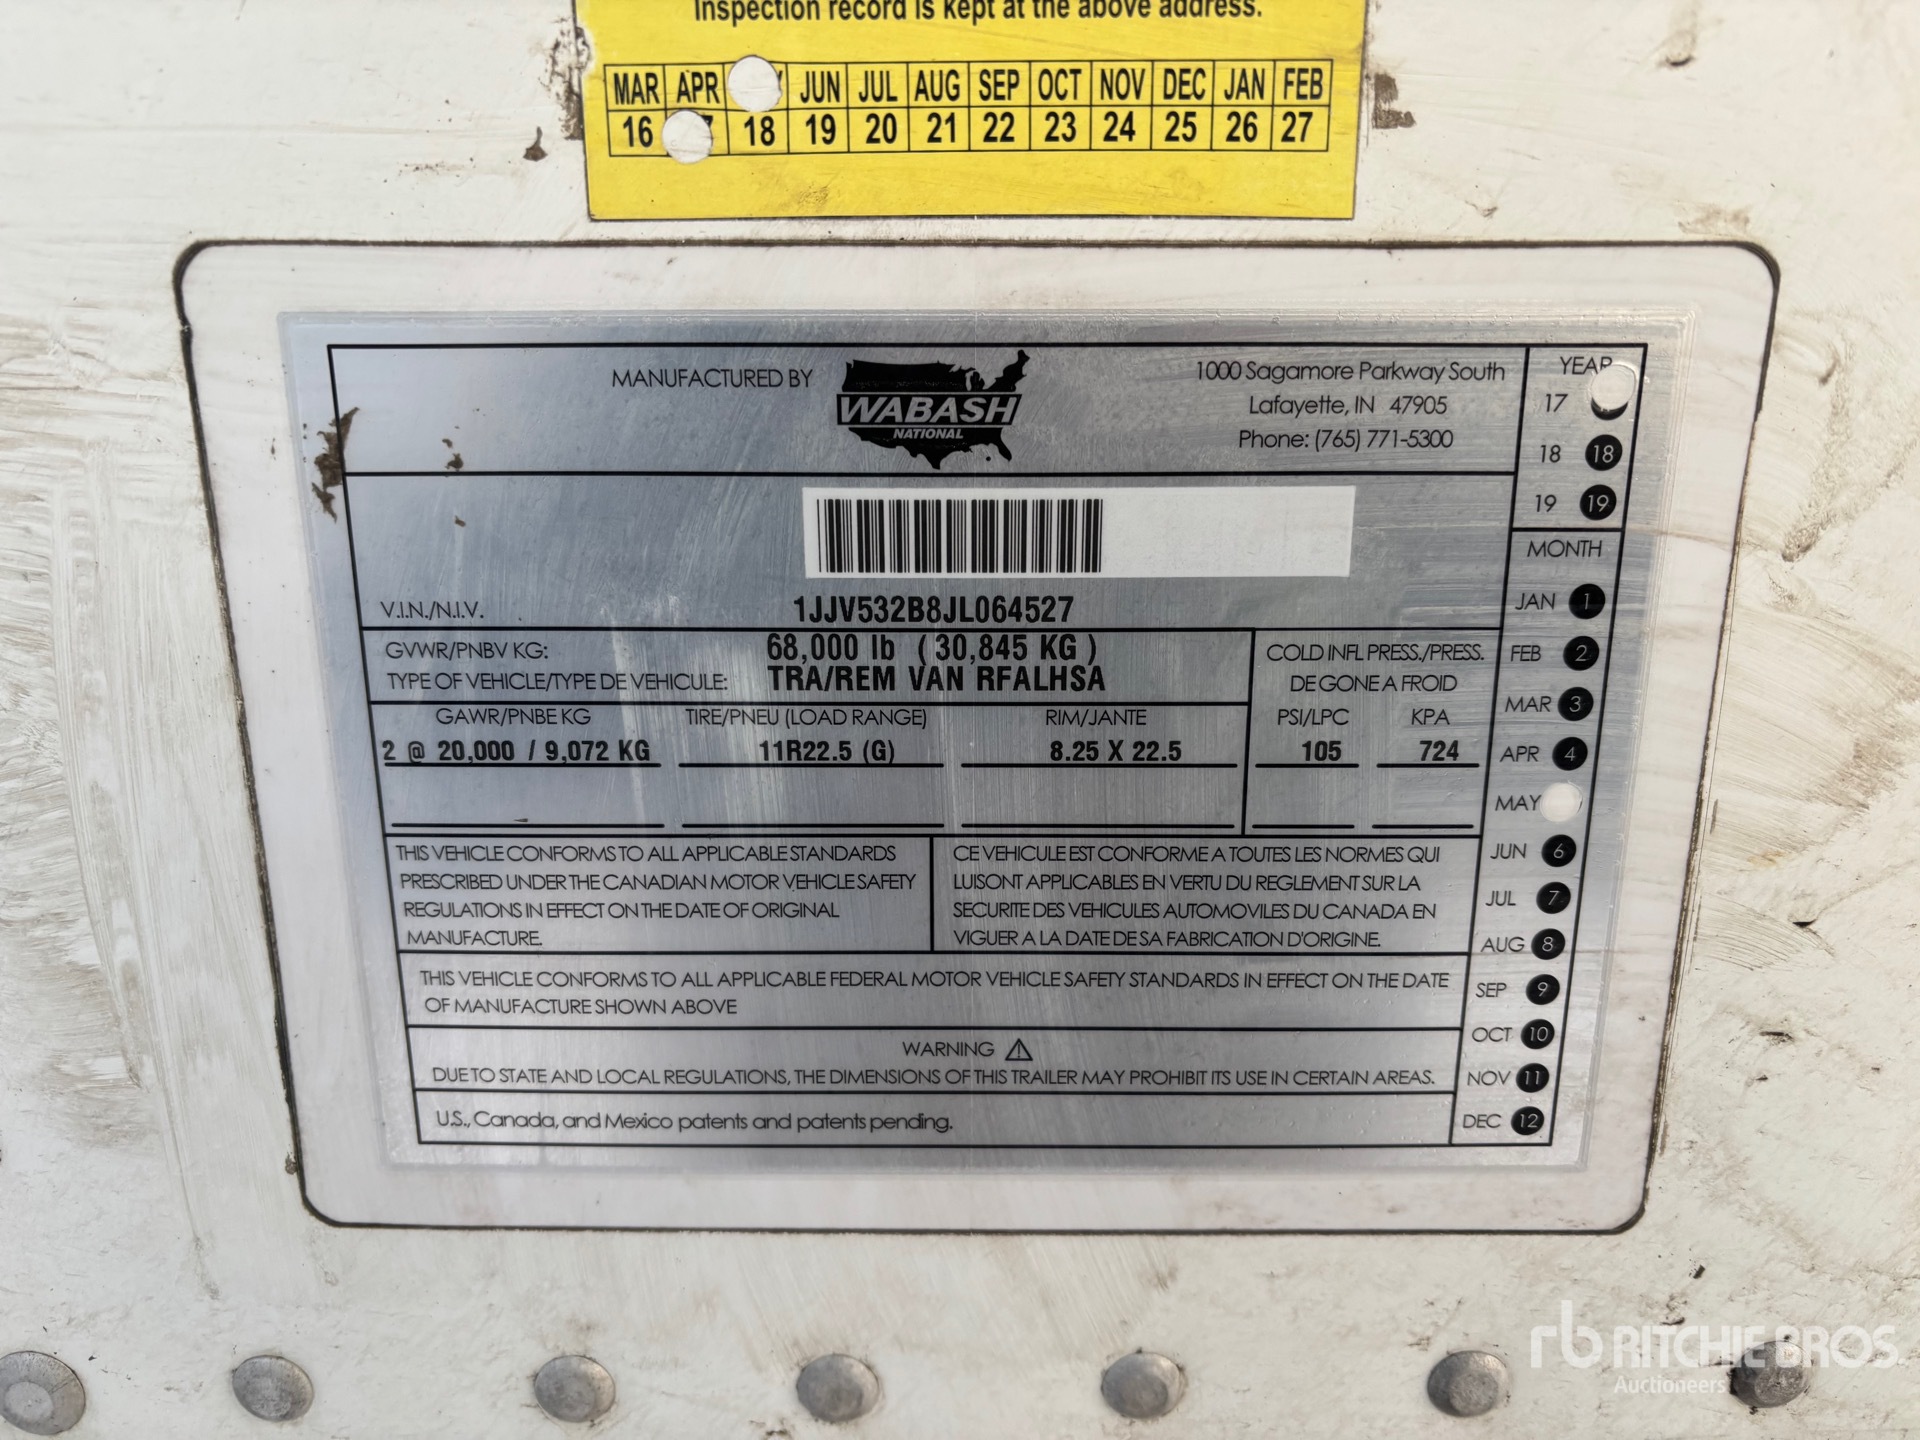 Inspection record is kept at the above address.
MAR APR JUN JUL AUG SEP OCT NOV DEC JAN FEB
16 18 19 20 21 22 23 24 25 26 27
MANUFACTURED BY
WABASH
NATIONAL
1000 Sagamore Parkway South
Lafayette, IN 47905
Phone: (765) 771-5300
V.I.N./N.I.V. 1JJV532B8JL064527
GVWR/PNBV KG: 68,000 lb ( 30,845 KG )
TYPE OF VEHICLE/TYPE DE VEHICULE: TRA/REM VAN RFALHSA
COLD INFL PRESS./PRESS.
DE GONE A FROID
GAWR/PNBE KG TIRE/PNEU (LOAD RANGE) RIM/JANTE PSI/LPC KPA
2 @ 20,000 / 9,072 KG 11R22.5 (G) 8.25 X 22.5 105 724
THIS VEHICLE CONFORMS TO ALL APPLICABLE STANDARDS
PRESCRIBED UNDER THE CANADIAN MOTOR VEHICLE SAFETY
REGULATIONS IN EFFECT ON THE DATE OF ORIGINAL
MANUFACTURE.
CE VEHICULE EST CONFORME A TOUTES LES NORMES QUI
LUISONT APPLICABLES EN VERTU DU REGLEMENT SUR LA
SECURITE DES VEHICULES AUTOMOVILES DU CANADA EN
VIGUER A LA DATE DE SA FABRICATION D'ORIGINE.
THIS VEHICLE CONFORMS TO ALL APPLICABLE FEDERAL MOTOR VEHICLE SAFETY STANDARDS IN EFFECT ON THE DATE
OF MANUFACTURE SHOWN ABOVE
WARNING
DUE TO STATE AND LOCAL REGULATIONS, THE DIMENSIONS OF THIS TRAILER MAY PROHIBIT ITS USE IN CERTAIN AREAS.
U.S., Canada, and Mexico patents and patents pending.
YEAR
17
18 18
19 19
MONTH
JAN 1
FEB 2
MAR 3
APR 4
MAY
JUN 6
JUL 7
AUG 8
SEP 9
OCT 10
NOV 11
DEC 12
rb RITCHIE BROS
Auctioneers